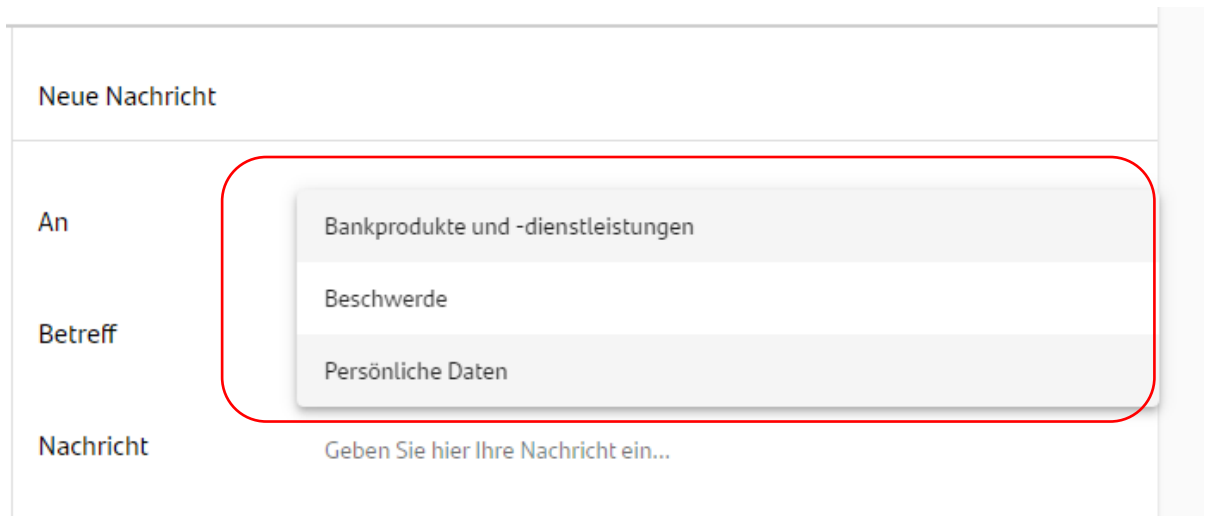 Neue Nachricht
An
Bankprodukte und -dienstleistungen
Beschwerde
Betreff
Persönliche Daten
Nachricht
Geben Sie hier Ihre Nachricht ein...